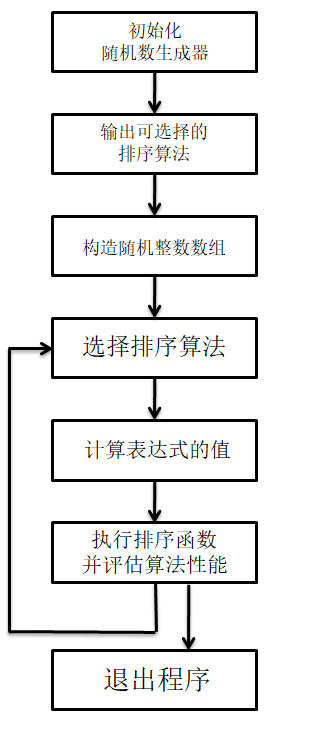 初始化
随机数生成器
输出可选择的
排序算法
构造随机整数数组
选择排序算法
计算表达式的值
执行排序函数
并评估算法性能
退出程序